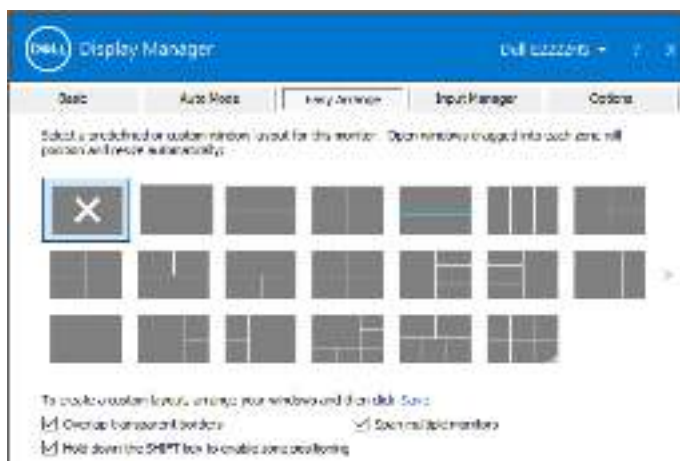 DELL Display Manager
Dell E2222HS ? X
Basic Auto Mode Easy Arrange Input Manager Options
Select a predefined or custom window layout for this monitor. Open windows dragged into each zone will
position and resize automatically:
To create a custom layout, arrange your windows and then click Save
Overlap transparent borders Span multiple monitors
Hold down the SHIFT key to enable zone positioning